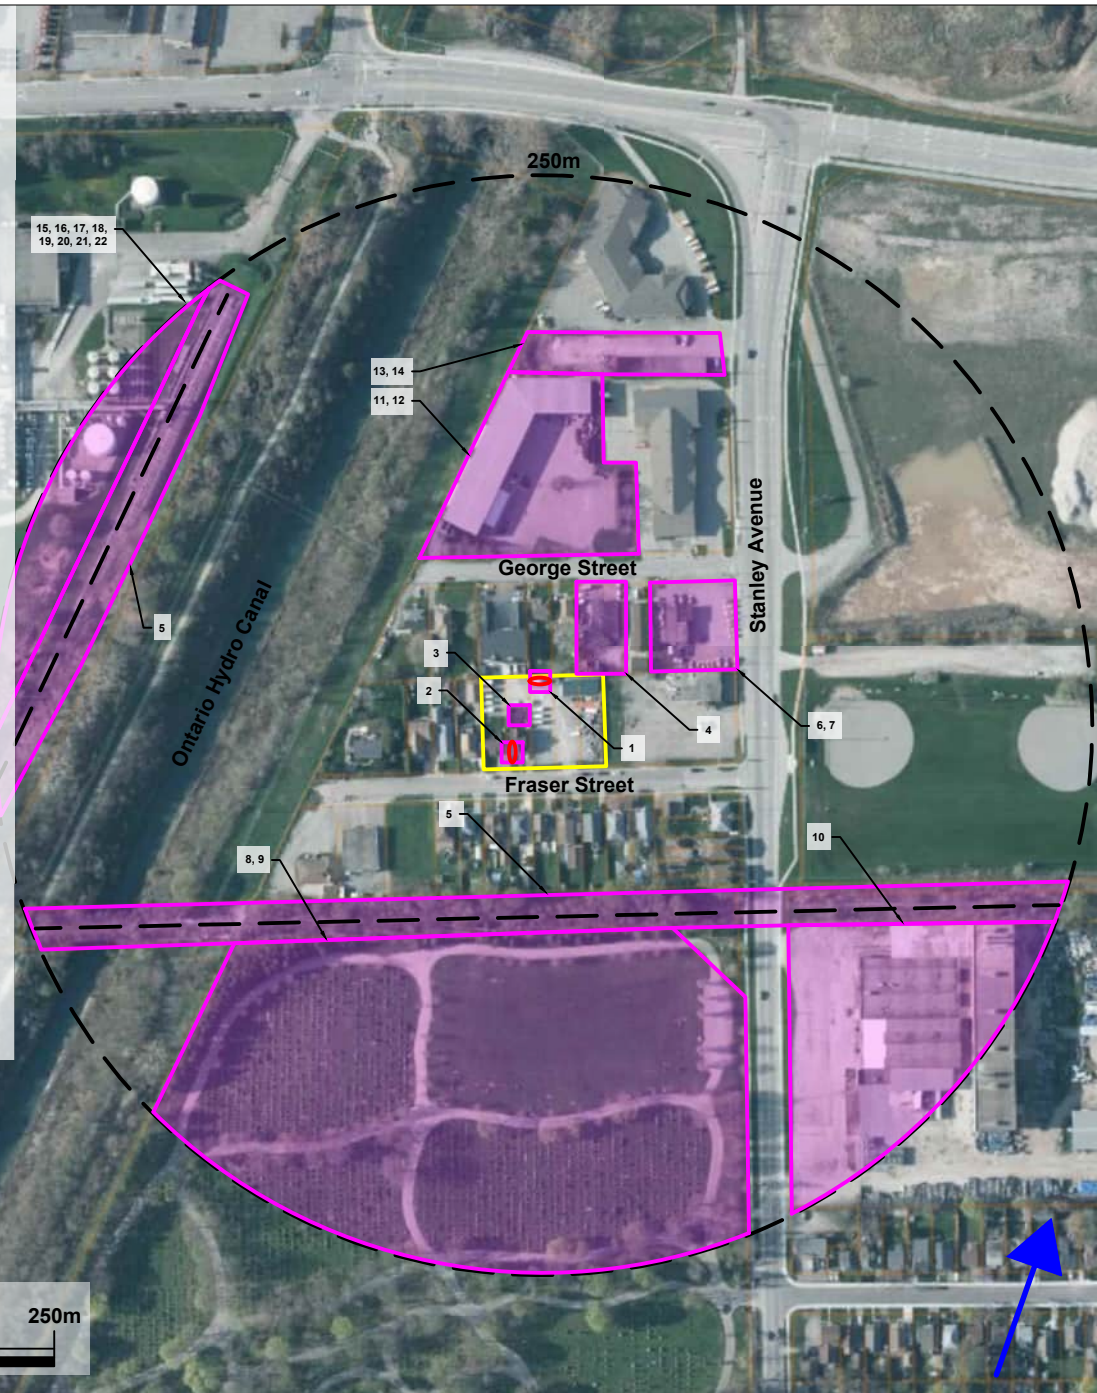 250m
15, 16, 17, 18,
19, 20, 21, 22
13, 14
11, 12
George Street
Stanley Avenue
5
Ontario Hydro Canal
3
2
1
4
6, 7
Fraser Street
5
10
8, 9
250m